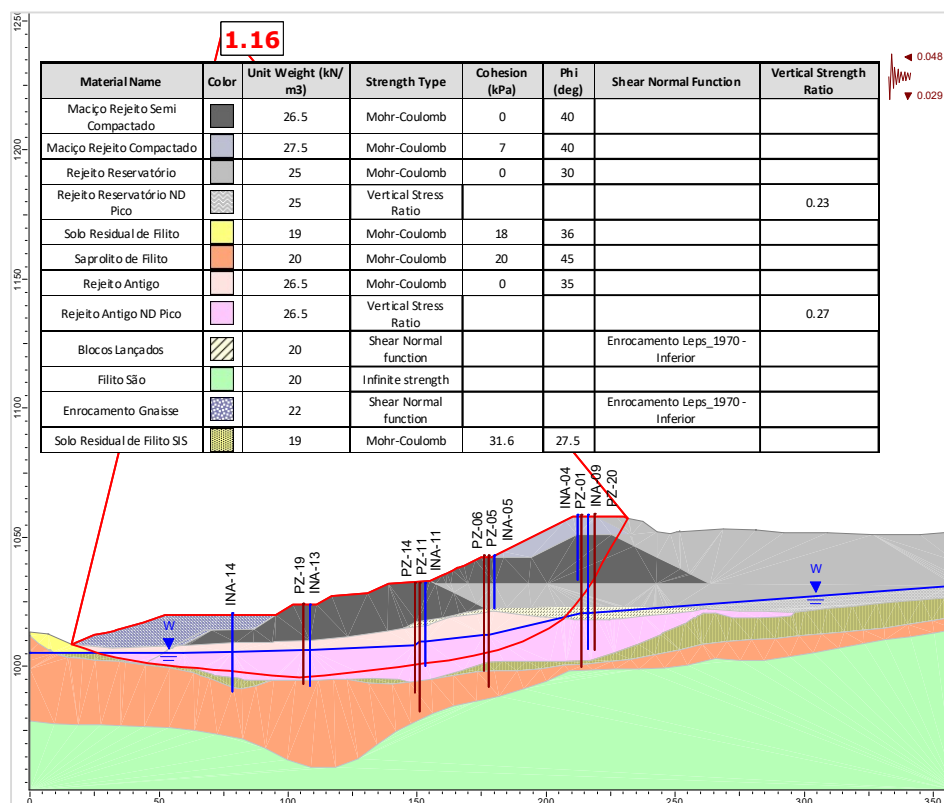 1.16
Material Name Color Unit Weight (kN/m3) Strength Type Cohesion (kPa) Phi (deg) Shear Normal Function Vertical Strength Ratio
Maciço Rejeito Semi Compactado 26.5 Mohr-Coulomb 0 40
Maciço Rejeito Compactado 27.5 Mohr-Coulomb 7 40
Rejeito Reservatório 25 Mohr-Coulomb 0 30
Rejeito Reservatório ND Pico 25 Vertical Stress Ratio 0.23
Solo Residual de Filito 19 Mohr-Coulomb 18 36
Saprolito de Filito 20 Mohr-Coulomb 20 45
Rejeito Antigo 26.5 Mohr-Coulomb 0 35
Rejeito Antigo ND Pico 26.5 Vertical Stress Ratio 0.27
Blocos Lançados 20 Shear Normal function Enrocamento Leps_1970 - Inferior
Filito São 20 Infinite strength
Enrocamento Gnaisse 22 Shear Normal function Enrocamento Leps_1970 - Inferior
Solo Residual de Filito SIS 19 Mohr-Coulomb 31.6 27.5
0.048
0.029
1250
1200
1150
1100
1050
1000
INA-14
PZ-19
INA-13
PZ-14
PZ-11
INA-11
PZ-06
PZ-05
INA-05
INA-04
PZ-01
INA-09
PZ-20
W
W
0 50 100 150 200 250 300 350